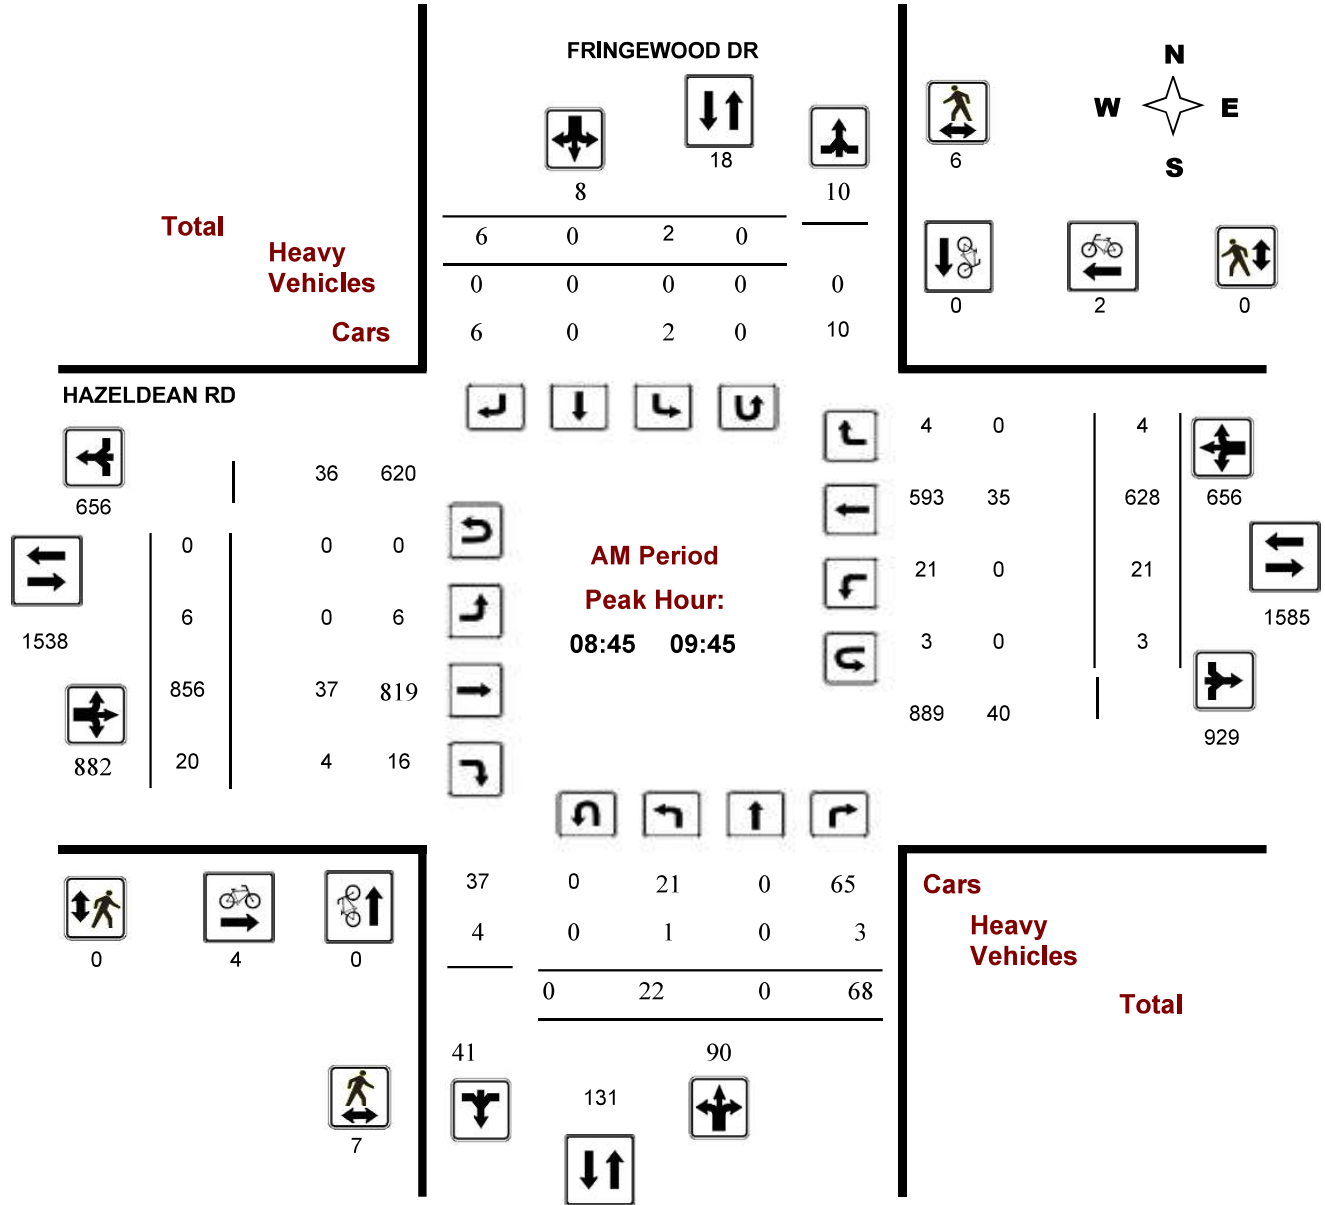 FRINGEWOOD DR
N
W E
S
18
6
8
10
Total
6 0 2 0
Heavy
Vehicles
0 0 0 0 0
Cars
6 0 2 0 10
0 2 0
HAZELDEAN RD
4 0 4
36 620
656
593 35 628 656
0 0 0
AM Period
21 0 21
Peak Hour:
6 0 6
1585
1538
08:45 09:45
3 0 3
856 37 819
889 40
929
882
20 4 16
37 0 21 0 65
Cars
4 0 1 0 3
Heavy
Vehicles
0 4 0
0 22 0 68
Total
41 90
131
7